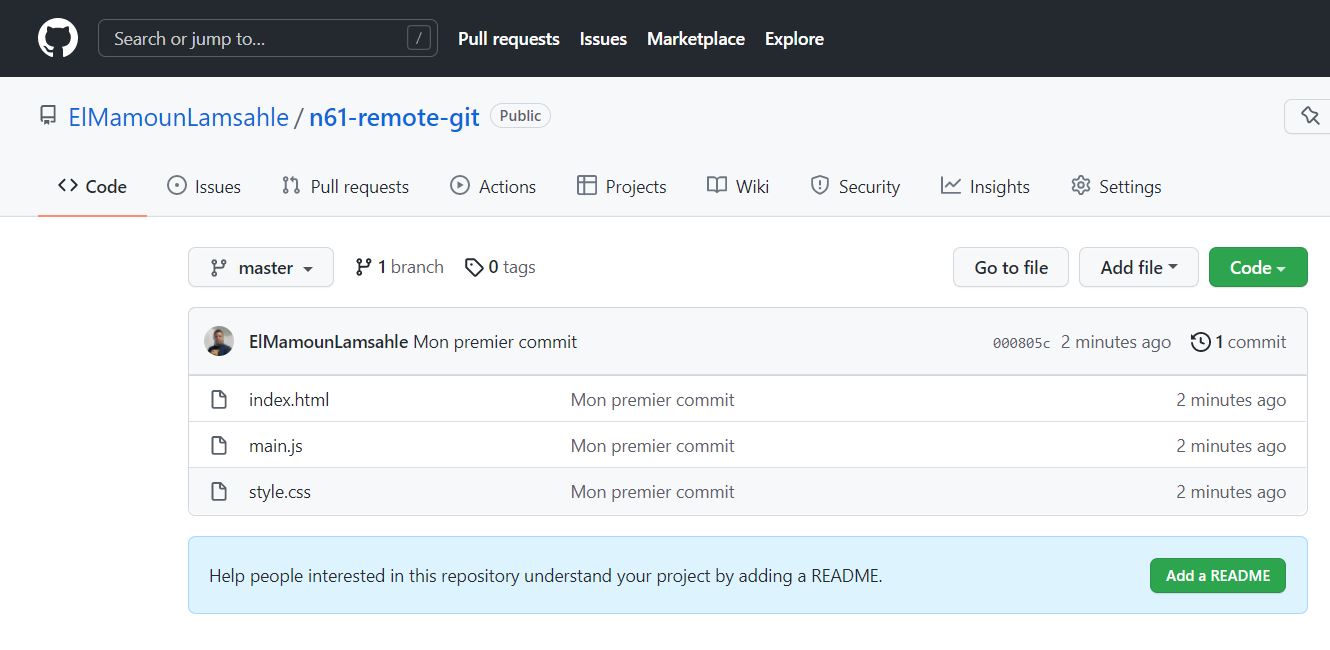 Search or jump to... / Pull requests Issues Marketplace Explore
ElMamounLamsahle / n61-remote-git Public
Code Issues Pull requests Actions Projects Wiki Security Insights Settings
master 1 branch 0 tags Go to file Add file Code
ElMamounLamsahle Mon premier commit 000805c 2 minutes ago 1 commit
index.html Mon premier commit 2 minutes ago
main.js Mon premier commit 2 minutes ago
style.css Mon premier commit 2 minutes ago
Help people interested in this repository understand your project by adding a README. Add a README